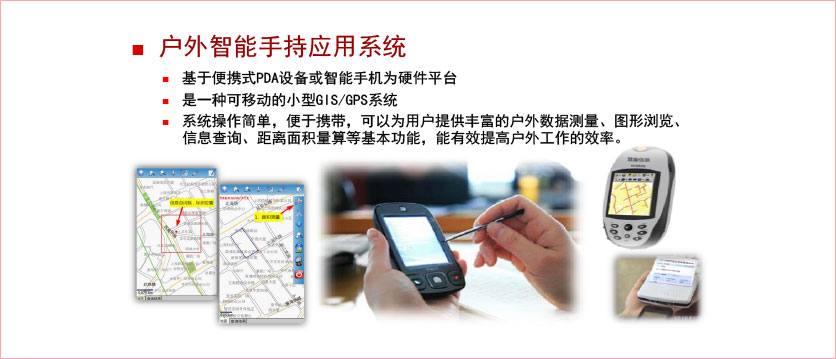 户外智能手持应用系统
基于便携式PDA设备或智能手机为硬件平台
是一种可移动的小型GIS/GPS系统
系统操作简单，便于携带，可以为用户提供丰富的户外数据测量、图形浏览、
信息查询、距离面积量算等基本功能，能有效提高户外工作的效率。
1、面积测量